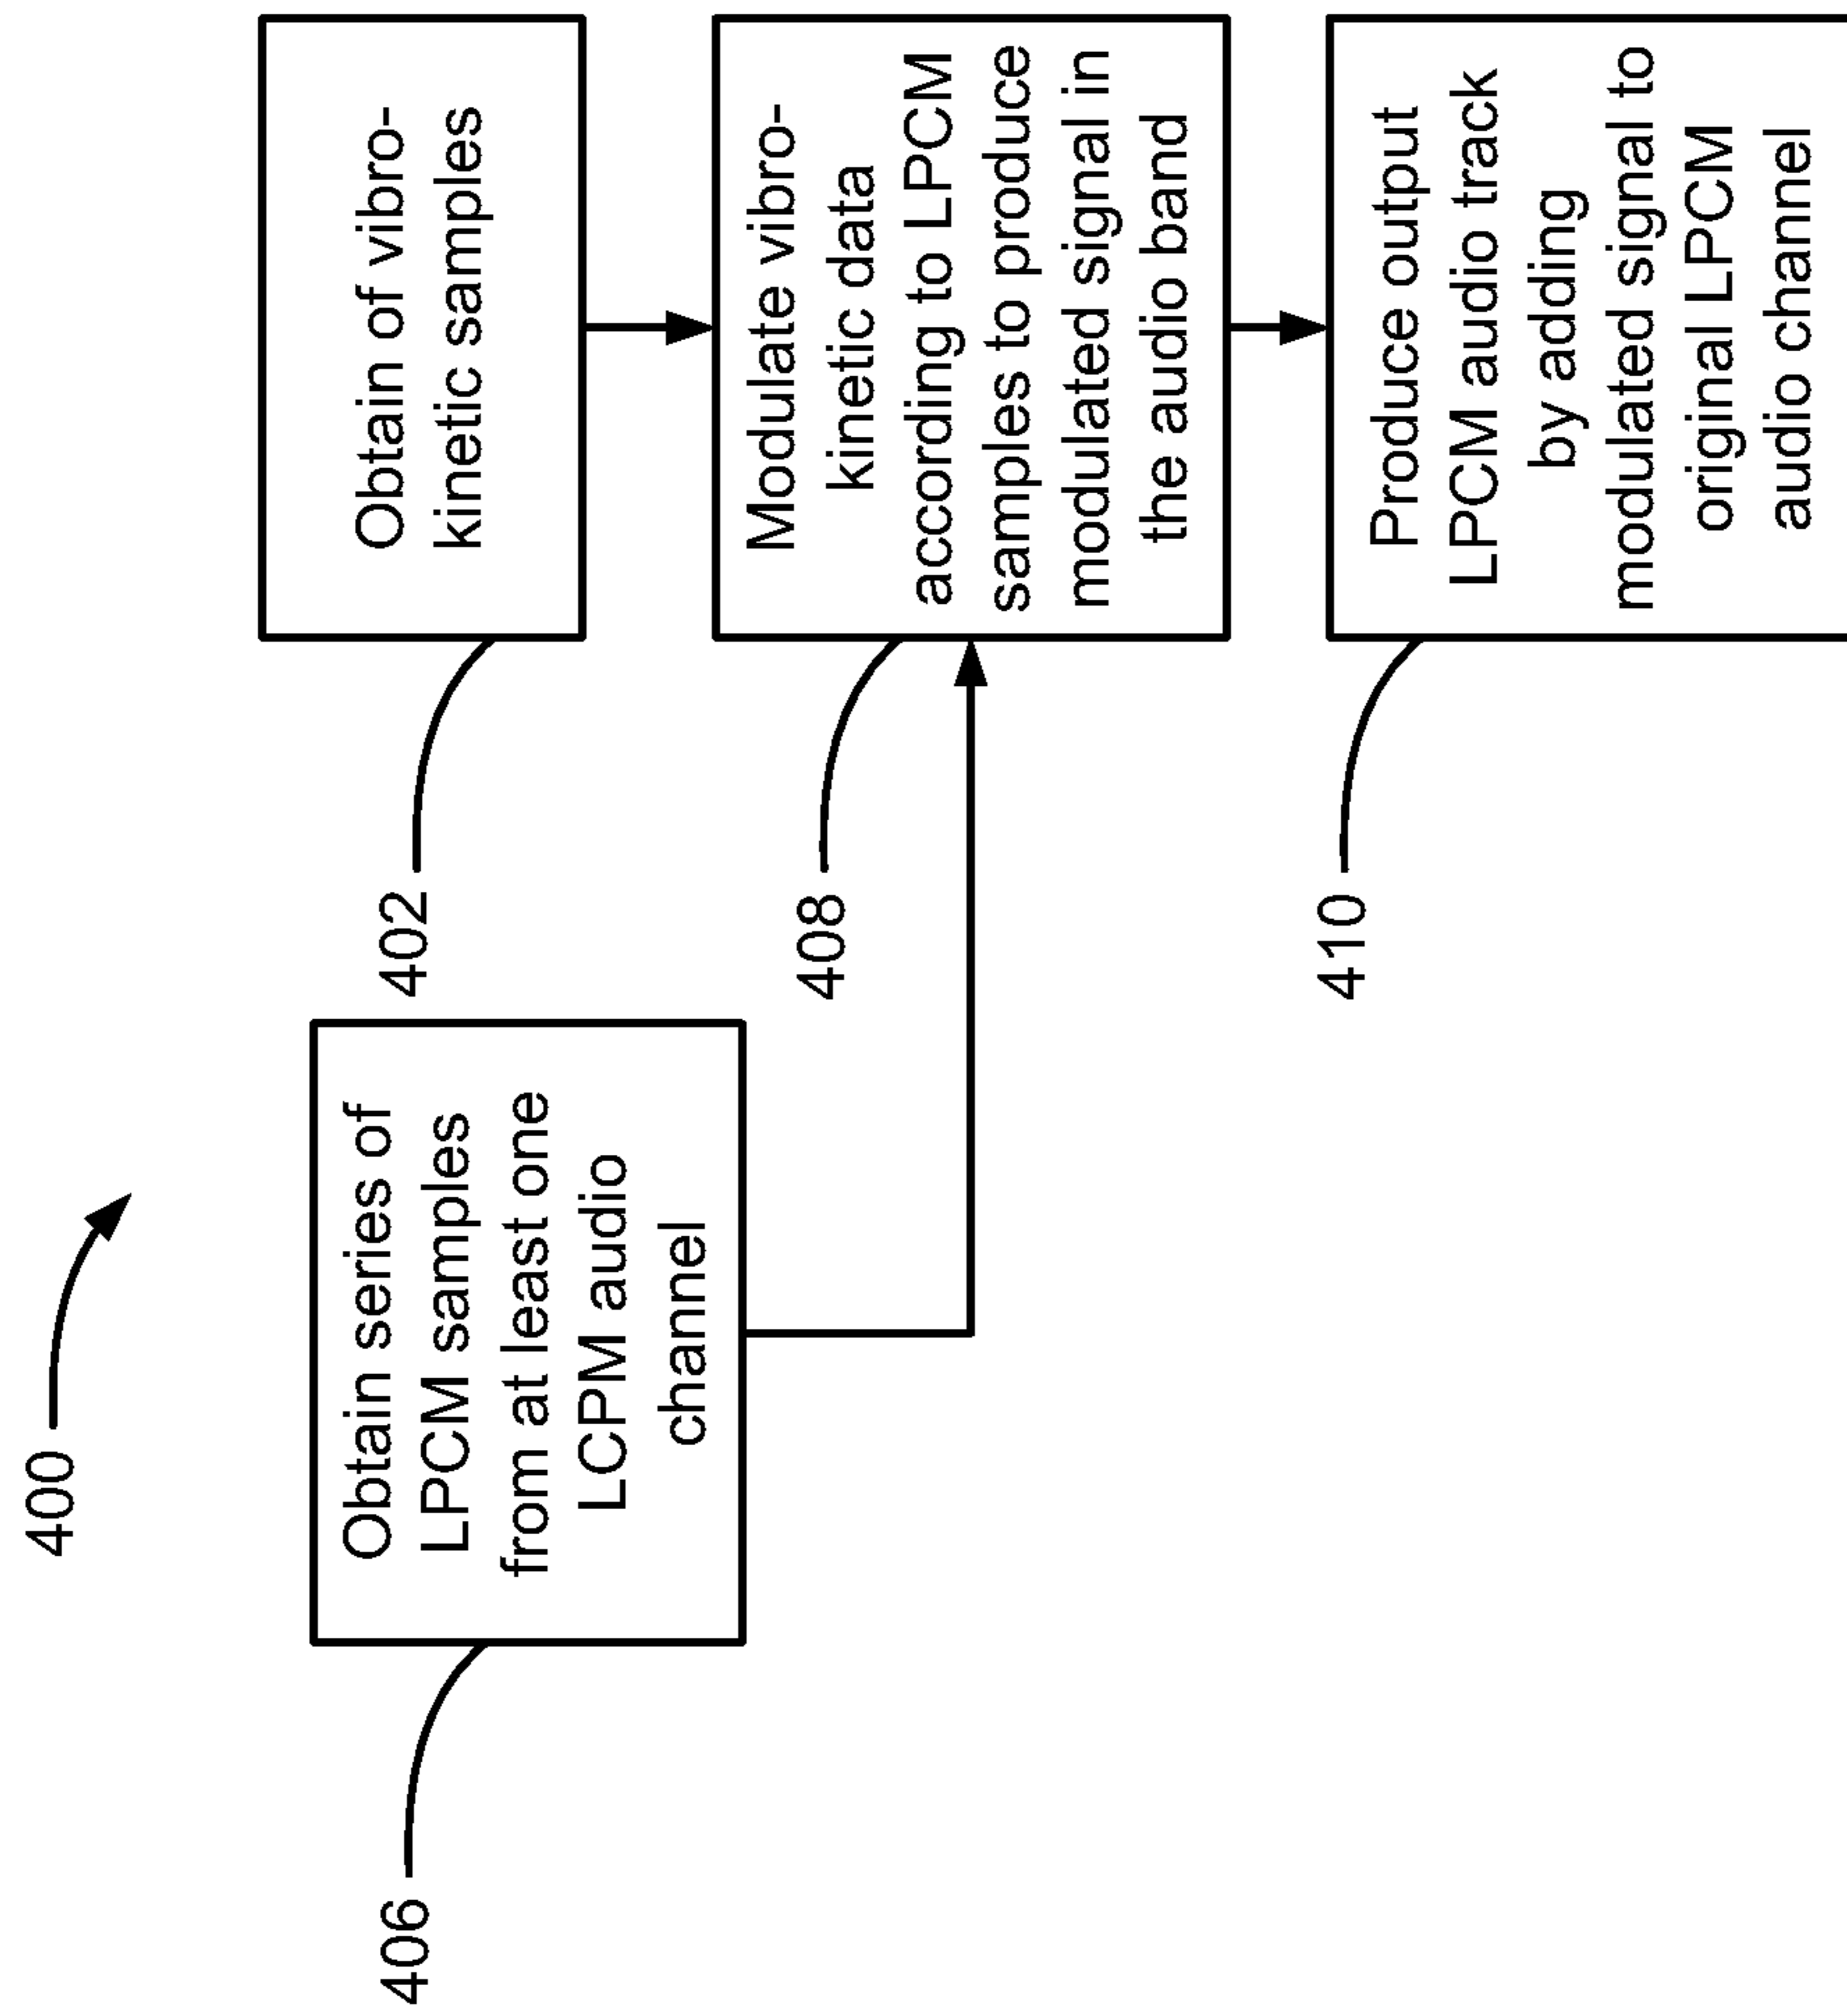 400
406
Obtain series of
LPCM samples
from at least one
LCPM audio
channel
402
Obtain of vibro-
kinetic samples
408
Modulate vibro-
kinetic data
according to LPCM
samples to produce
modulated signal in
the audio band
410
Produce output
LPCM audio track
by adding
modulated signal to
original LPCM
audio channel